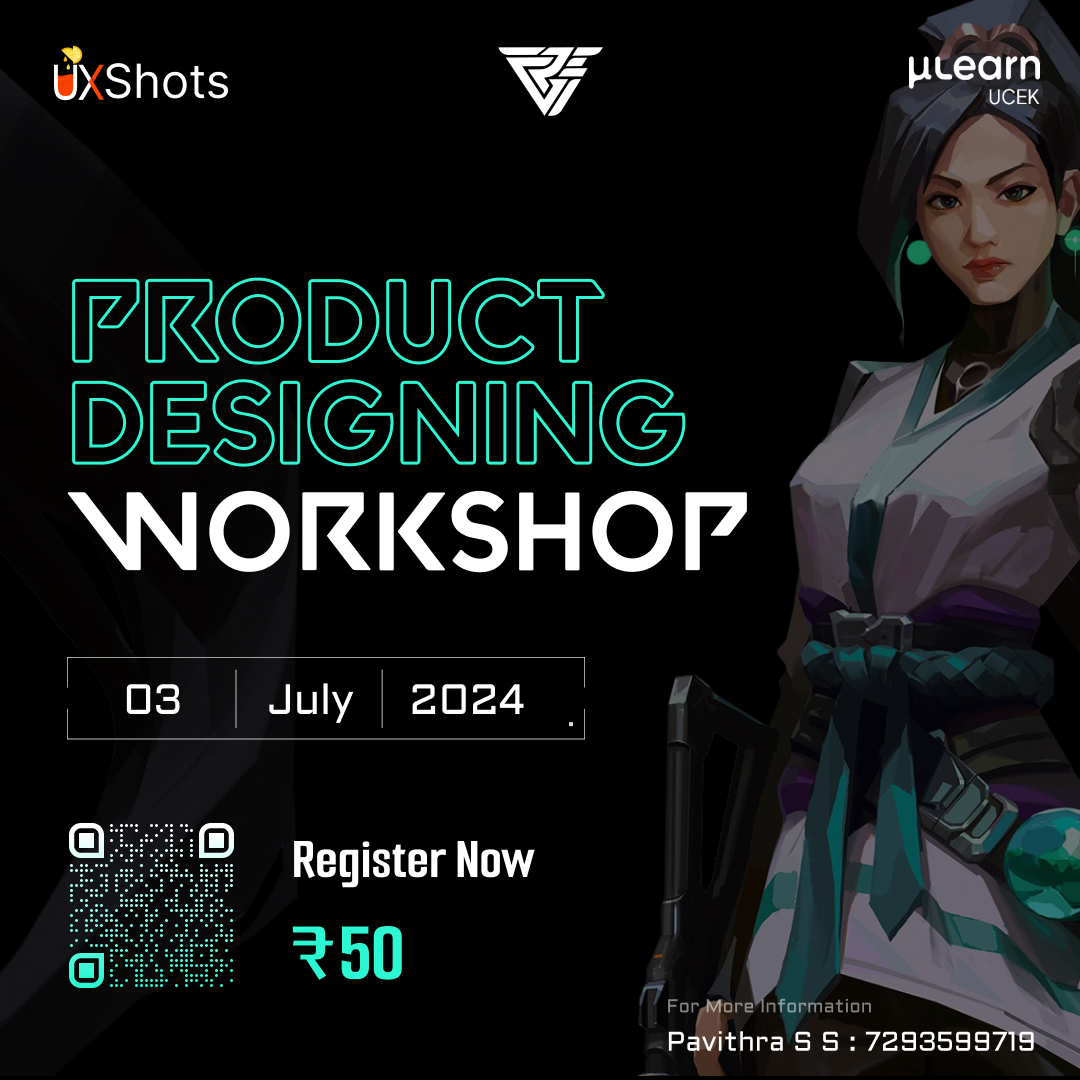 UXShots
µLearn
UCEK
PRODUCT
DESIGNING
WORKSHOP
03 July 2024
Register Now
₹50
For More Information
Pavithra S S : 7293599719